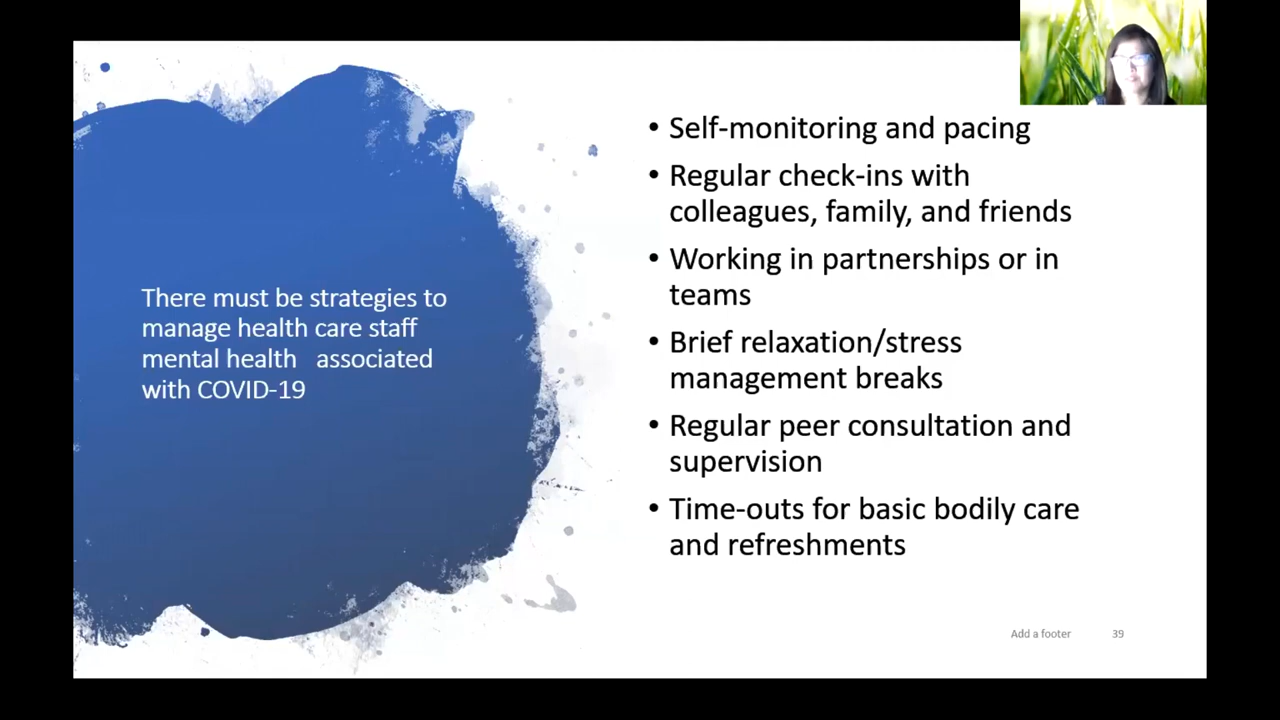 There must be strategies to
manage health care staff
mental health   associated
with COVID-19
• Self-monitoring and pacing
• Regular check-ins with
colleagues, family, and friends
• Working in partnerships or in
teams
• Brief relaxation/stress
management breaks
• Regular peer consultation and
supervision
• Time-outs for basic bodily care
and refreshments
Add a footer 39